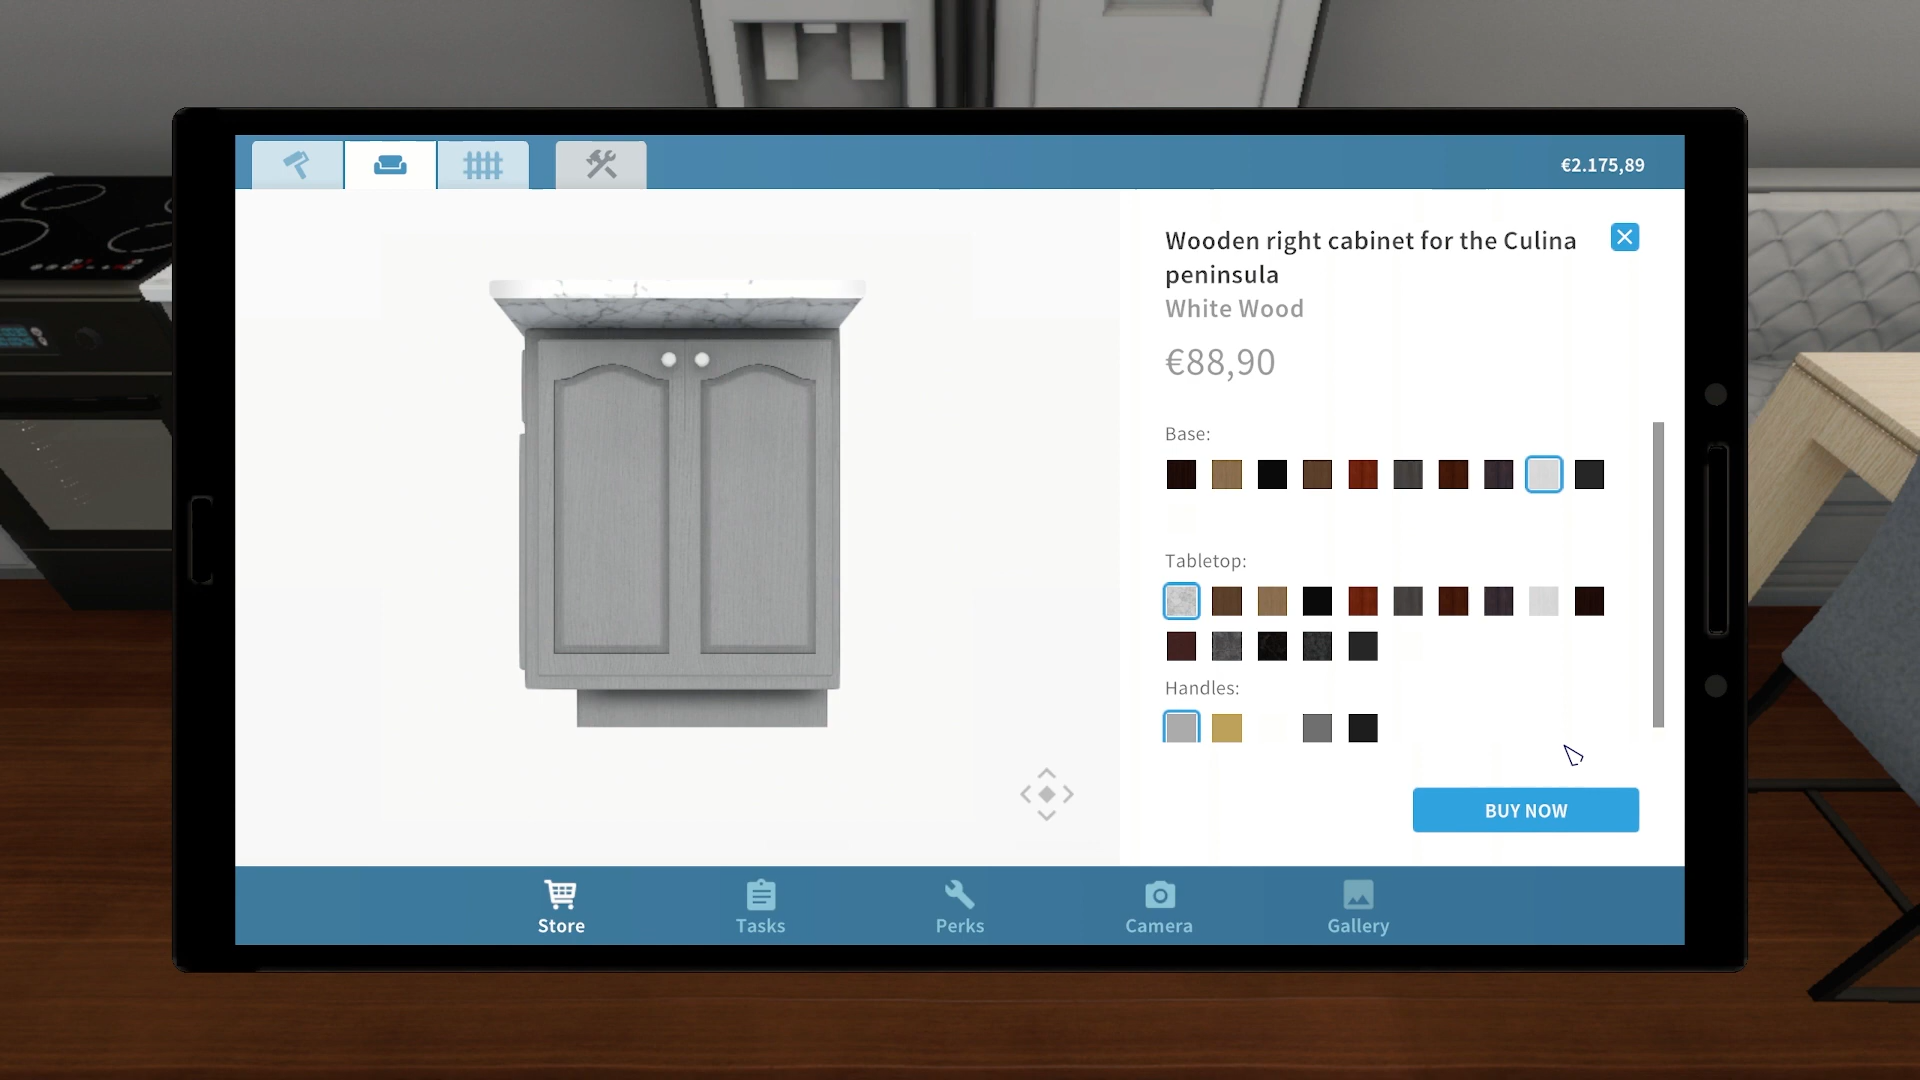 €2.175,89
Wooden right cabinet for the Culina
peninsula
White Wood
€88,90
Base:
Tabletop:
Handles:
BUY NOW
Store
Tasks
Perks
Camera
Gallery